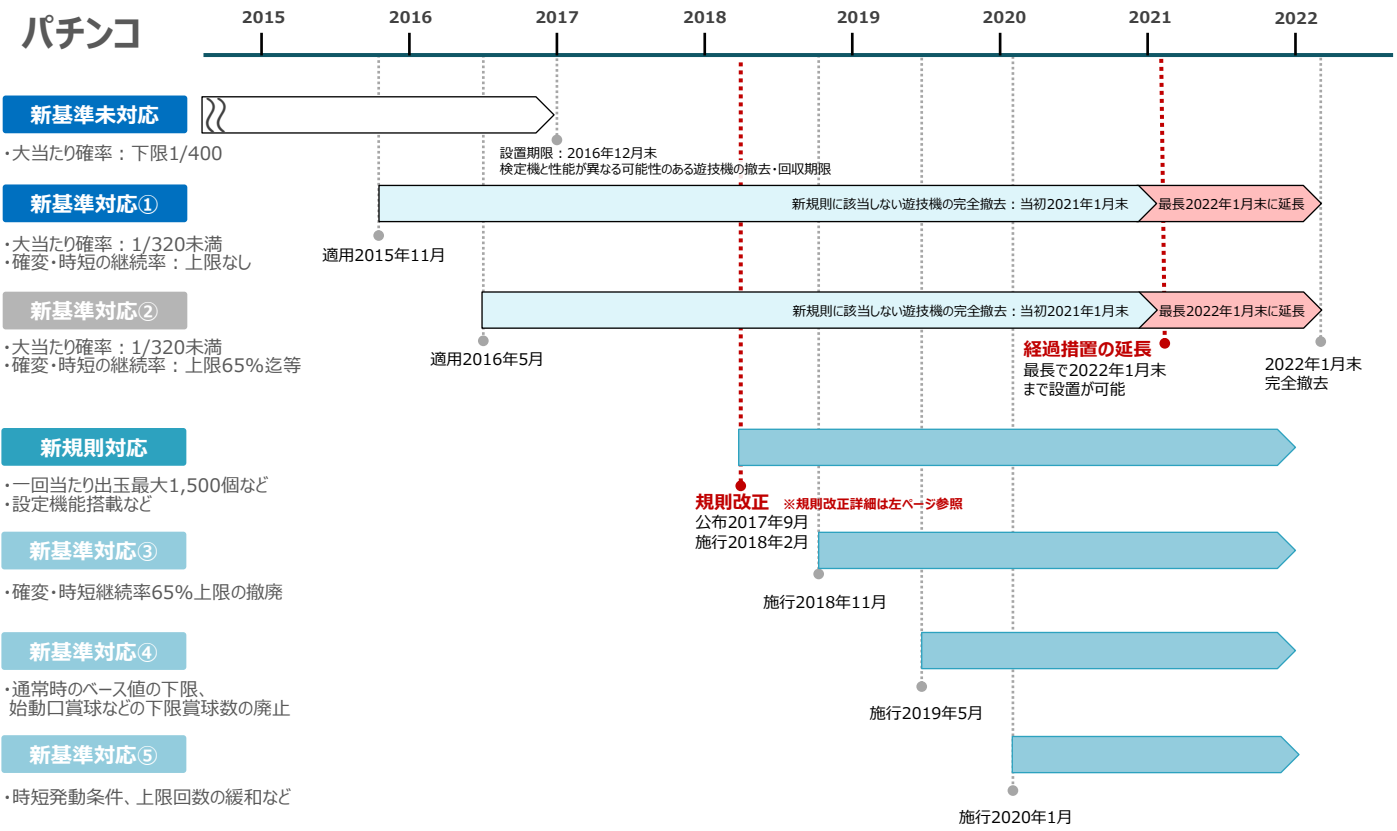 パチンコ
2015
2016
2017
2018
2019
2020
2021
2022
新基準未対応
・大当たり確率：下限1/400
設置期限：2016年12月末
検定機と性能が異なる可能性のある遊技機の撤去・回収期限
新基準対応①
新規則に該当しない遊技機の完全撤去：当初2021年1月末
最長2022年1月末に延長
・大当たり確率：1/320未満
・確変・時短の継続率：上限なし
適用2015年11月
新基準対応②
新規則に該当しない遊技機の完全撤去：当初2021年1月末
最長2022年1月末に延長
・大当たり確率：1/320未満
・確変・時短の継続率：上限65%迄等
適用2016年5月
経過措置の延長
最長で2022年1月末
まで設置が可能
2022年1月末
完全撤去
新規則対応
・一回当たり出玉最大1,500個など
・設定機能搭載など
規則改正 ※規則改正詳細は左ページ参照
公布2017年9月
施行2018年2月
新基準対応③
・確変・時短継続率65%上限の撤廃
施行2018年11月
新基準対応④
・通常時のベース値の下限、
始動口賞球などの下限賞球数の廃止
施行2019年5月
新基準対応⑤
・時短発動条件、上限回数の緩和など
施行2020年1月